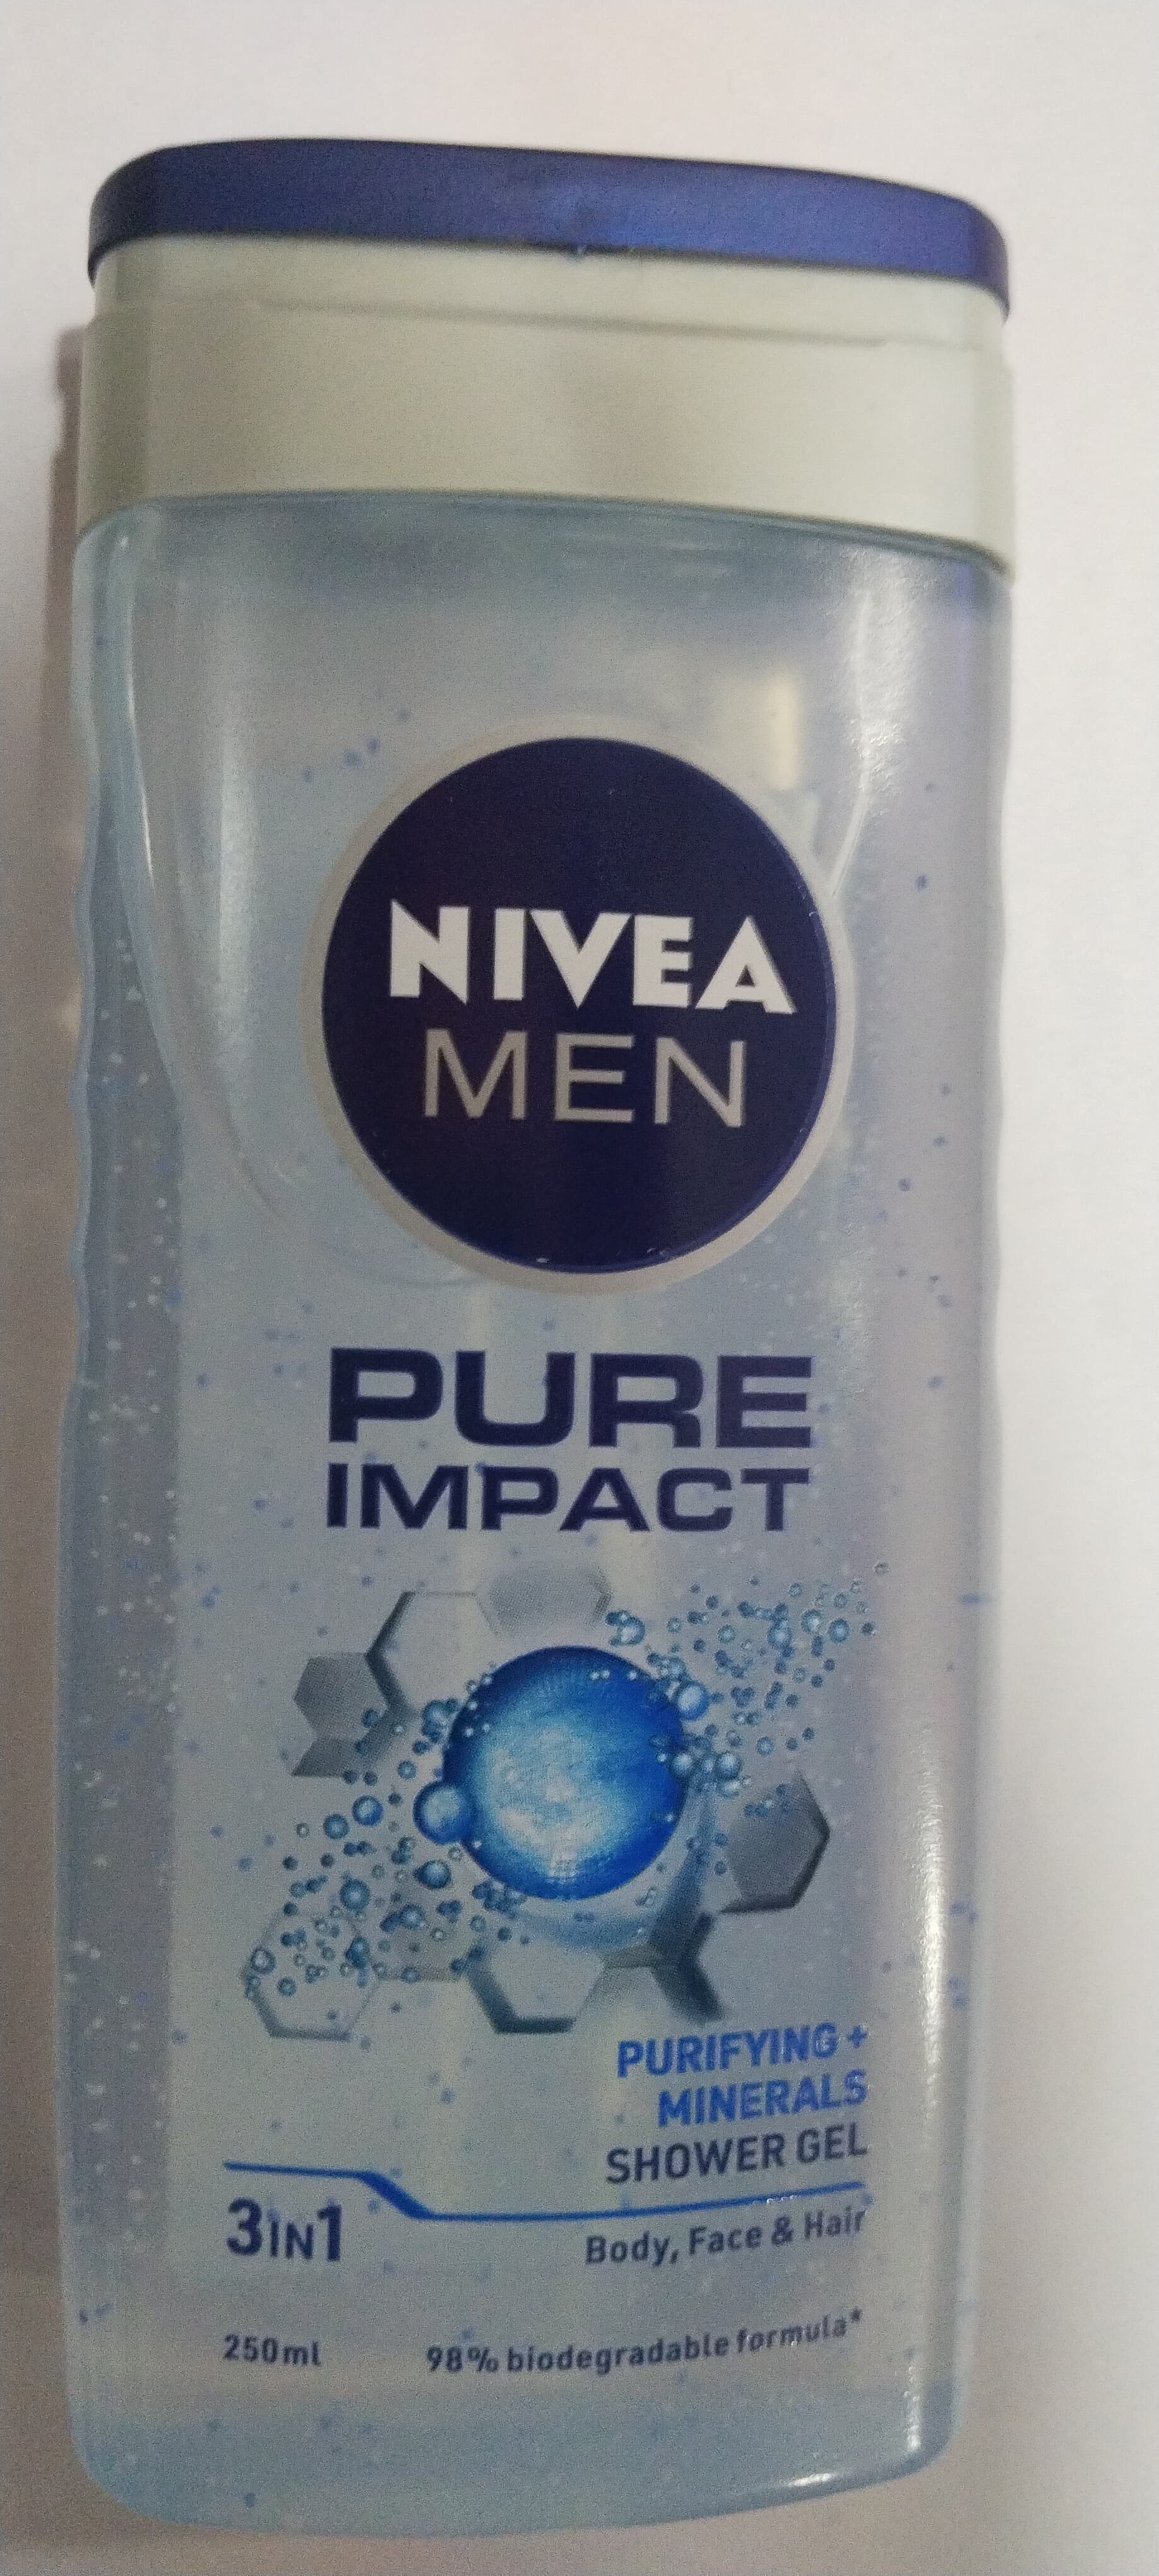 NIVEA
MEN
PURE
IMPACT
PURIFYING +
MINERALS
SHOWER GEL
3IN1
Body, Face & Hair
250ml 98% biodegradable formula*